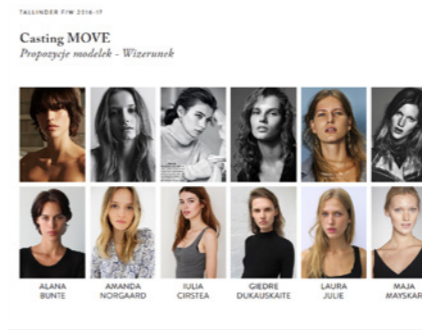 TALLINDER F/W 2016-17
Casting MOVE
Propozycje modelek - Wizerunek
ALANA
BUNTE
AMANDA
NORGAARD
IULIA
CIRSTEA
GIEDRE
DUKAUSKAITE
LAURA
JULIE
MAJA
MAYSKAR